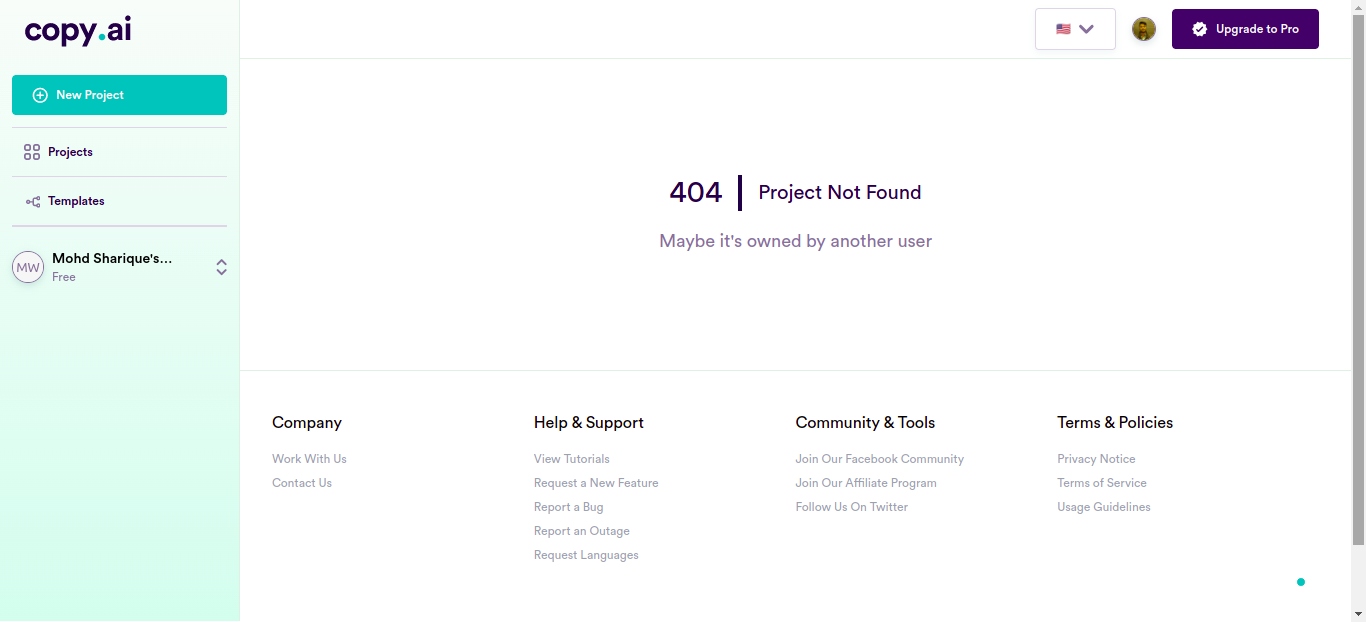 copy.ai
New Project
Projects
Templates
MW
Mohd Sharique's...
Free
Upgrade to Pro
404
Project Not Found
Maybe it's owned by another user
Company
Work With Us
Contact Us
Help & Support
View Tutorials
Request a New Feature
Report a Bug
Report an Outage
Request Languages
Community & Tools
Join Our Facebook Community
Join Our Affiliate Program
Follow Us On Twitter
Terms & Policies
Privacy Notice
Terms of Service
Usage Guidelines